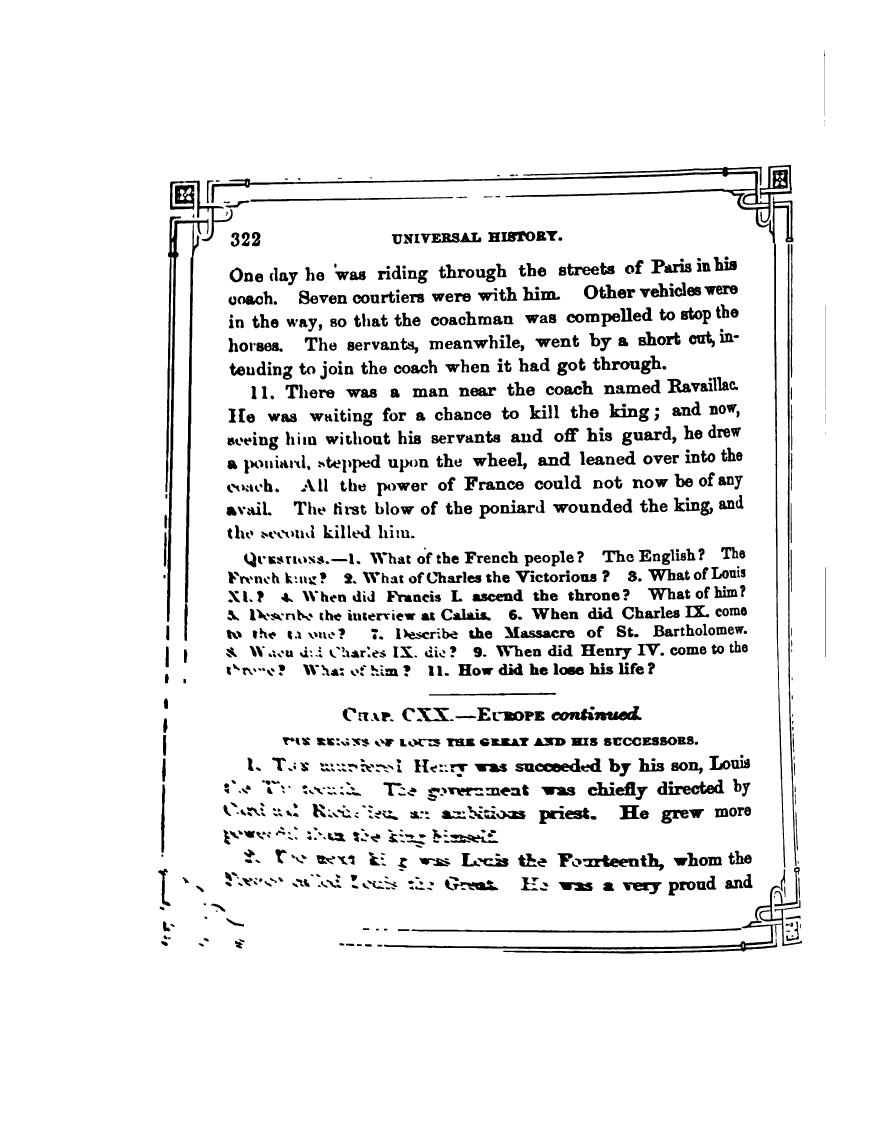 322 UNIVERSAL HISTORY.
One day he was riding through the streets of Paris in his
coach. Seven courtiers were with him. Other vehicles were
in the way, so that the coachman was compelled to stop the
horses. The servants, meanwhile, went by a short cut, in-
tending to join the coach when it had got through.
11. There was a man near the coach named Ravaillac.
He was waiting for a chance to kill the king; and now,
seeing him without his servants and off his guard, he drew
a poniard, stepped upon the wheel, and leaned over into the
coach. All the power of France could not now be of any
avail. The first blow of the poniard wounded the king, and
the second killed him.
QUESTIONS.—1. What of the French people? The English? The
French king? 2. What of Charles the Victorious? 3. What of Louis
XI.? 4. When did Francis I. ascend the throne? What of him?
5. Describe the interview at Calais. 6. When did Charles IX. come
to the throne? 7. Describe the Massacre of St. Bartholomew.
8. When did Charles IX. die? 9. When did Henry IV. come to the
throne? What of him? 11. How did he lose his life?
CHAP. CXX.—EUROPE continued.
THE REIGNS OF LOUIS THE GREAT AND HIS SUCCESSORS.
1. The murdered Henry was succeeded by his son, Louis
the The government was chiefly directed by
Cardinal Richelieu, an ambitious priest. He grew more
powerful than the king himself.
2. The next king was Louis the Fourteenth, whom the
French called Louis the Great. He was a very proud and